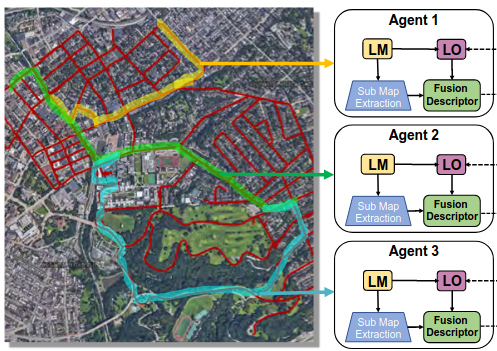 Agent 1
LM
LO
Sub Map
Extraction
Fusion
Descriptor
Agent 2
LM
LO
Sub Map
Extraction
Fusion
Descriptor
Agent 3
LM
LO
Sub Map
Extraction
Fusion
Descriptor